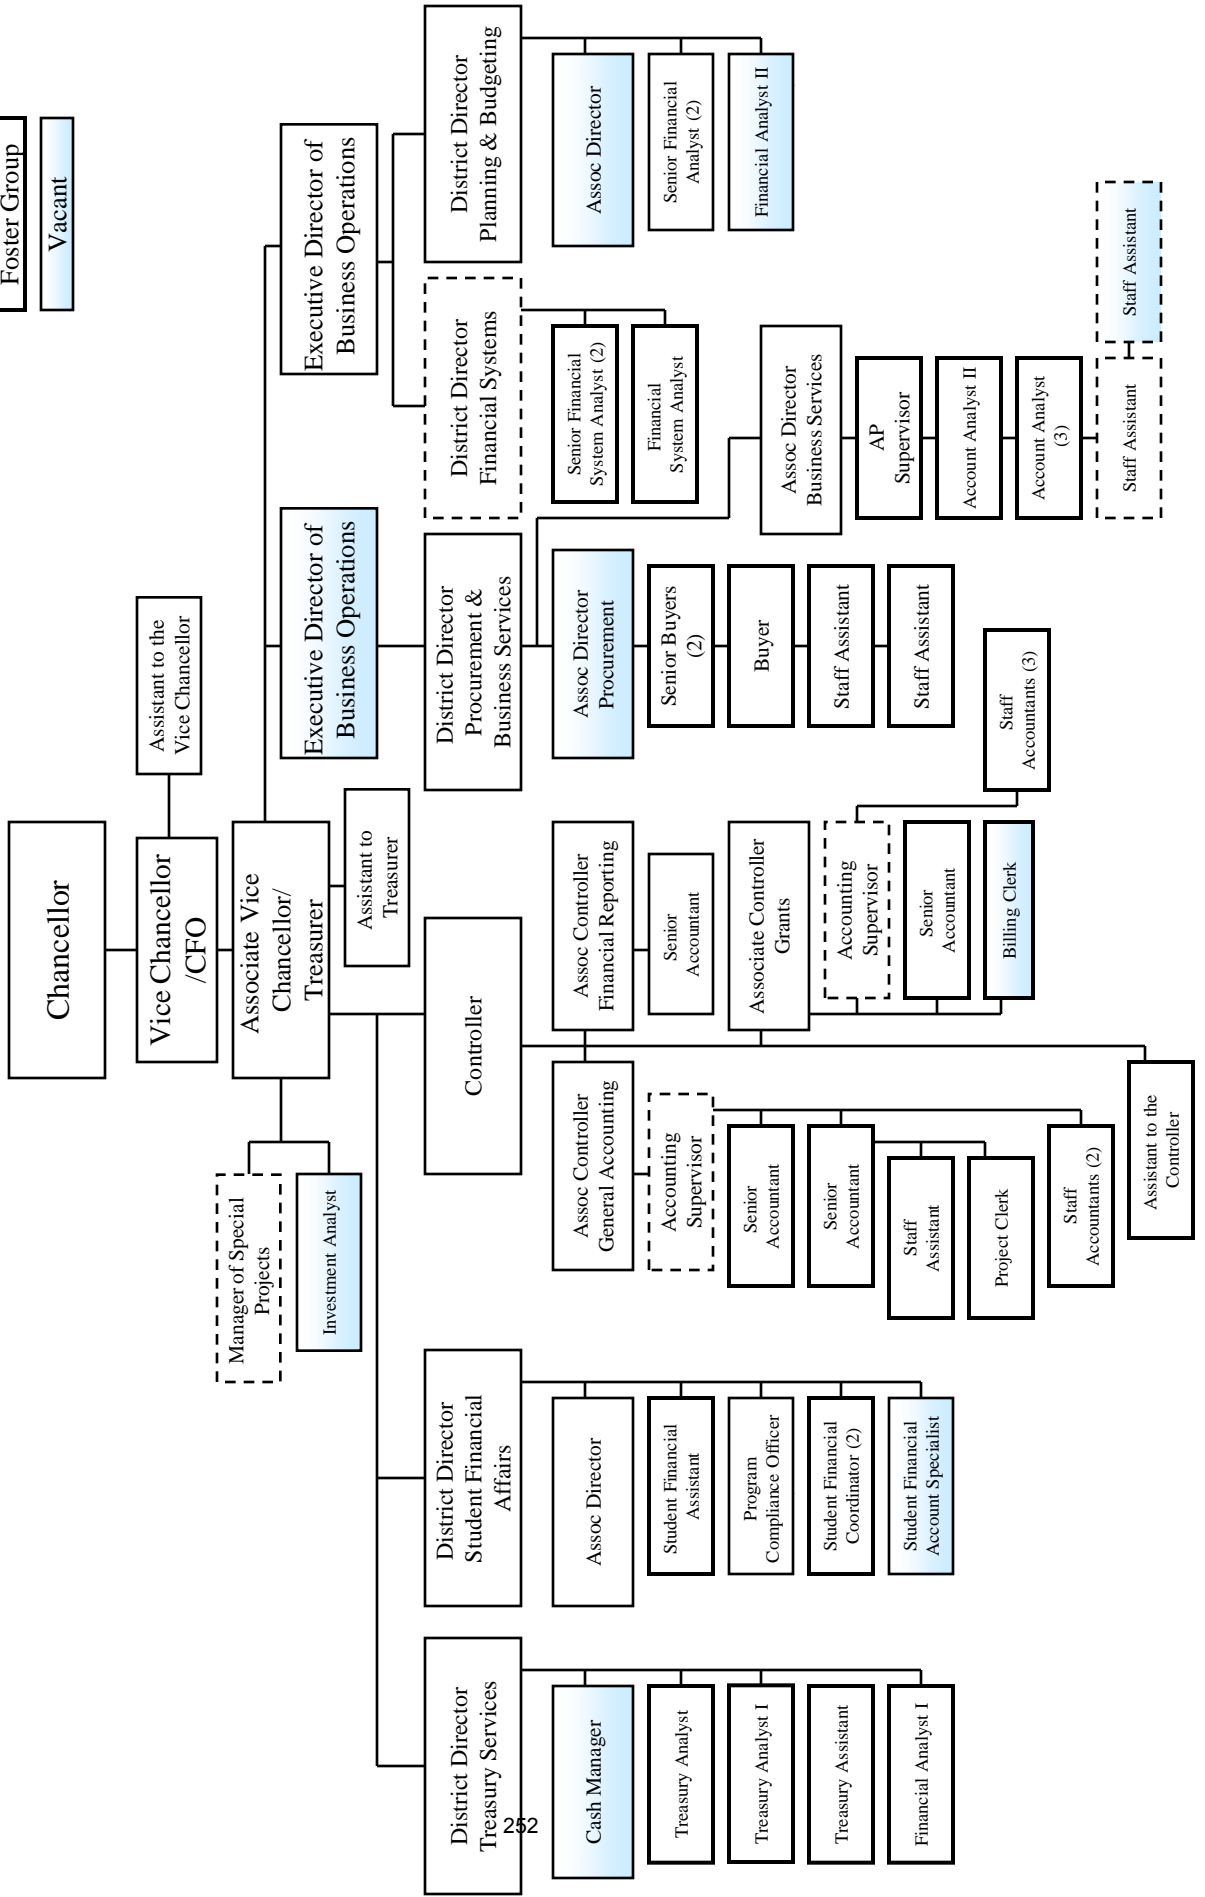 Foster Group
Vacant
Chancellor
Vice Chancellor
/CFO
Assistant to the
Vice Chancellor
Associate Vice
Chancellor/
Treasurer
Assistant to
Treasurer
Manager of Special
Projects
Investment Analyst
Executive Director of
Business Operations
Executive Director of
Business Operations
District Director
Treasury Services
Cash Manager
Treasury Analyst
Treasury Analyst I
Treasury Assistant
Financial Analyst I
District Director
Student Financial
Affairs
Assoc Director
Student Financial
Assistant
Program
Compliance Officer
Student Financial
Coordinator (2)
Student Financial
Account Specialist
Controller
Assoc Controller
General Accounting
Accounting
Supervisor
Senior
Accountant
Senior
Accountant
Staff
Assistant
Project Clerk
Staff
Accountants (2)
Assistant to the
Controller
Assoc Controller
Financial Reporting
Senior
Accountant
Associate Controller
Grants
Accounting
Supervisor
Senior
Accountant
Billing Clerk
Staff
Accountants (3)
District Director
Procurement &
Business Services
Assoc Director
Procurement
Senior Buyers
(2)
Buyer
Staff Assistant
Staff Assistant
Assoc Director
Business Services
AP
Supervisor
Account Analyst II
Account Analyst
(3)
Staff Assistant
Staff Assistant
District Director
Financial Systems
Senior Financial
System Analyst (2)
Financial
System Analyst
District Director
Planning & Budgeting
Assoc Director
Senior Financial
Analyst (2)
Financial Analyst II
252